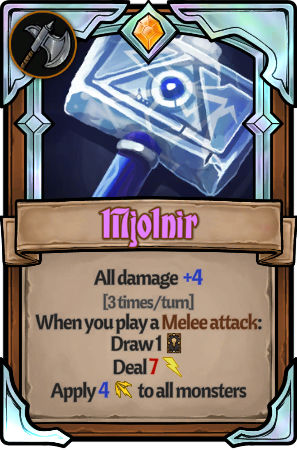 Mjolnir
All damage +4
[3 times/turn]
When you play a Melee attack:
Draw 1
Deal 7
Apply 4 to all monsters